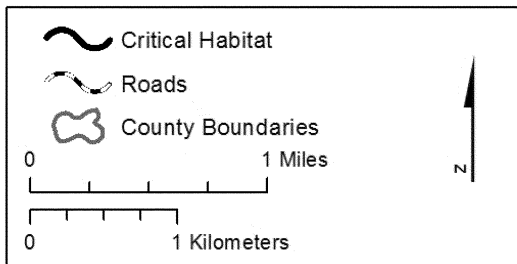 Critical Habitat
Roads
County Boundaries
0 1 Miles
0 1 Kilometers
N